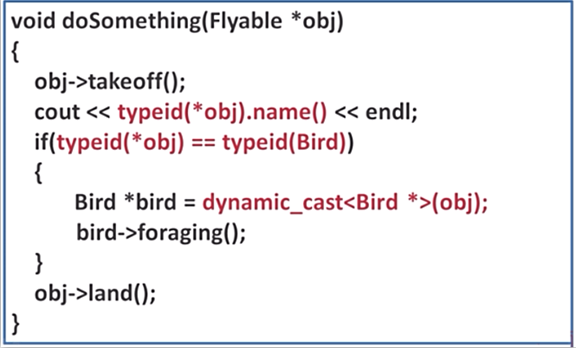 void doSomething(Flyable *obj)
{
obj->takeoff();
cout << typeid(*obj).name() << endl;
if(typeid(*obj) == typeid(Bird))
{
Bird *bird = dynamic_cast<Bird *>(obj);
bird->foraging();
}
obj->land();
}